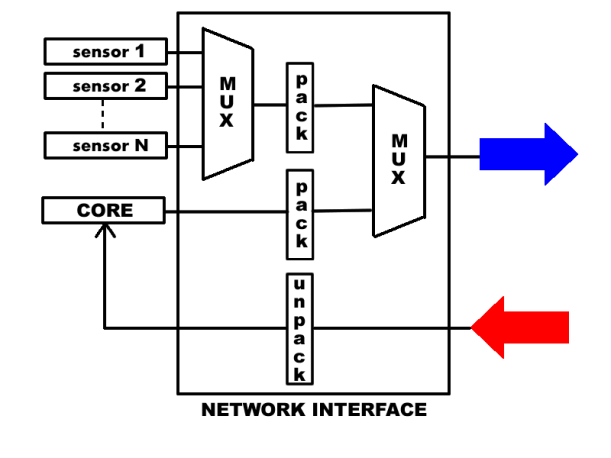 sensor 1
sensor 2
sensor N
CORE
MUX
pack
pack
MUX
unpack
NETWORK INTERFACE